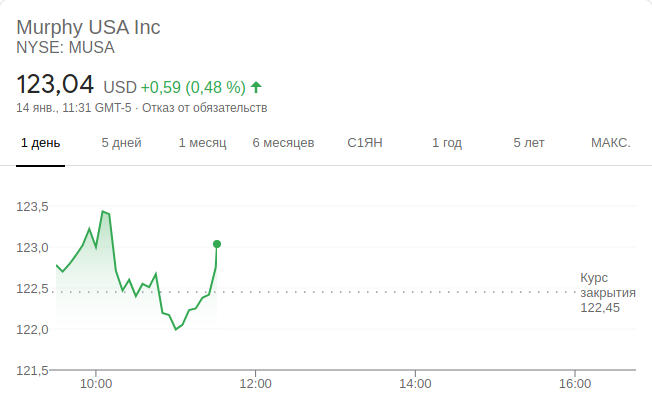 Murphy USA Inc
NYSE: MUSA
123,04 USD +0,59 (0,48 %)
14 янв., 11:31 GMT-5 · Отказ от обязательств
1 день 5 дней 1 месяц 6 месяцев С1ЯН 1 год 5 лет МАКС.
123,5
123,0
122,5
122,0
121,5
Курс
закрытия
122,45
10:00 12:00 14:00 16:00